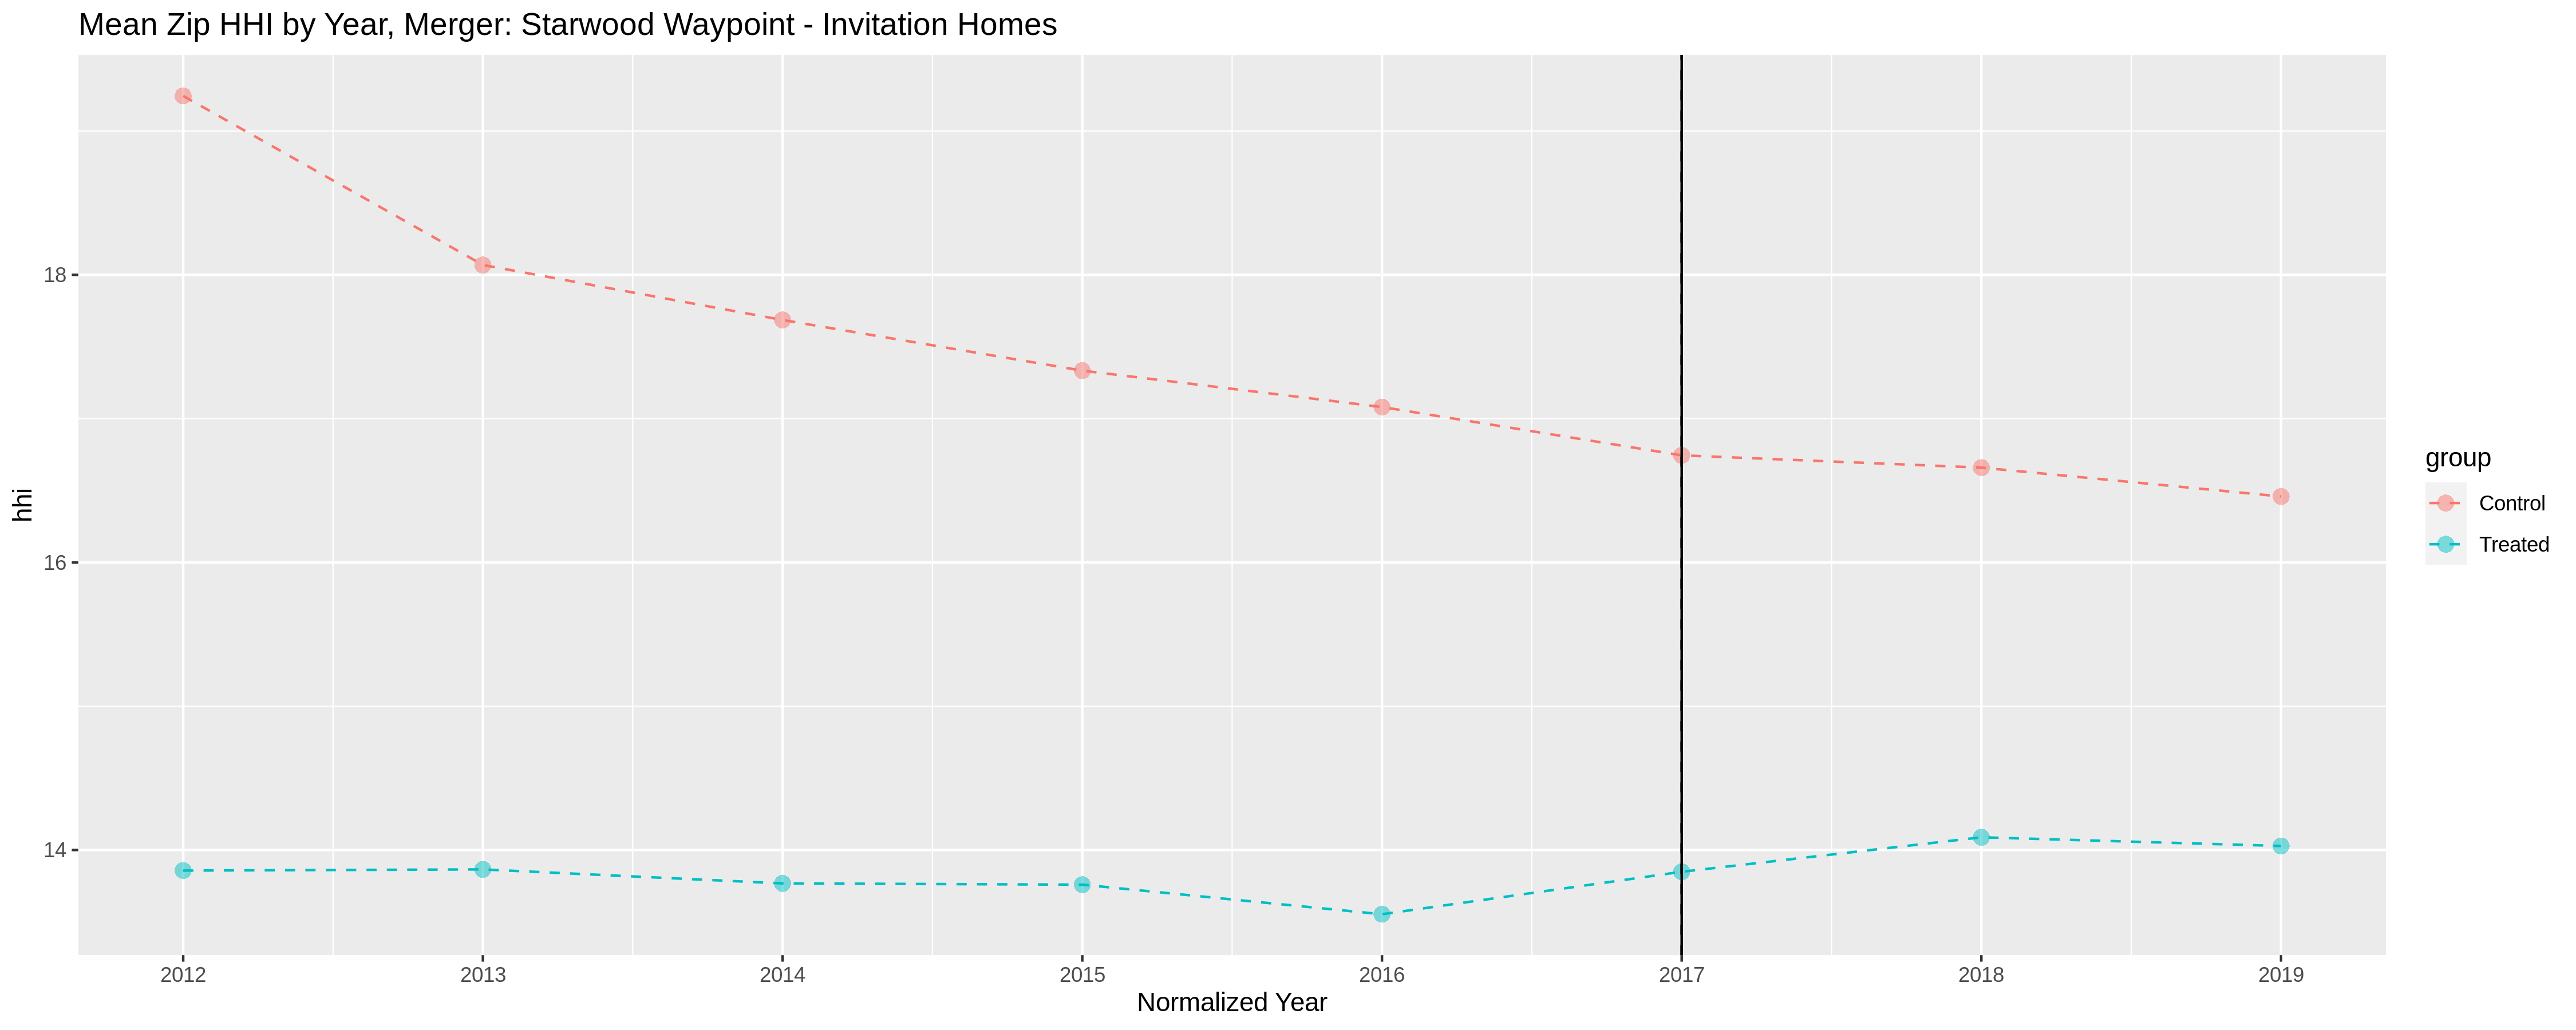 Mean Zip HHI by Year, Merger: Starwood Waypoint - Invitation Homes
hhi
18
16
14
2012 2013 2014 2015 2016 2017 2018 2019
Normalized Year
group
Control
Treated